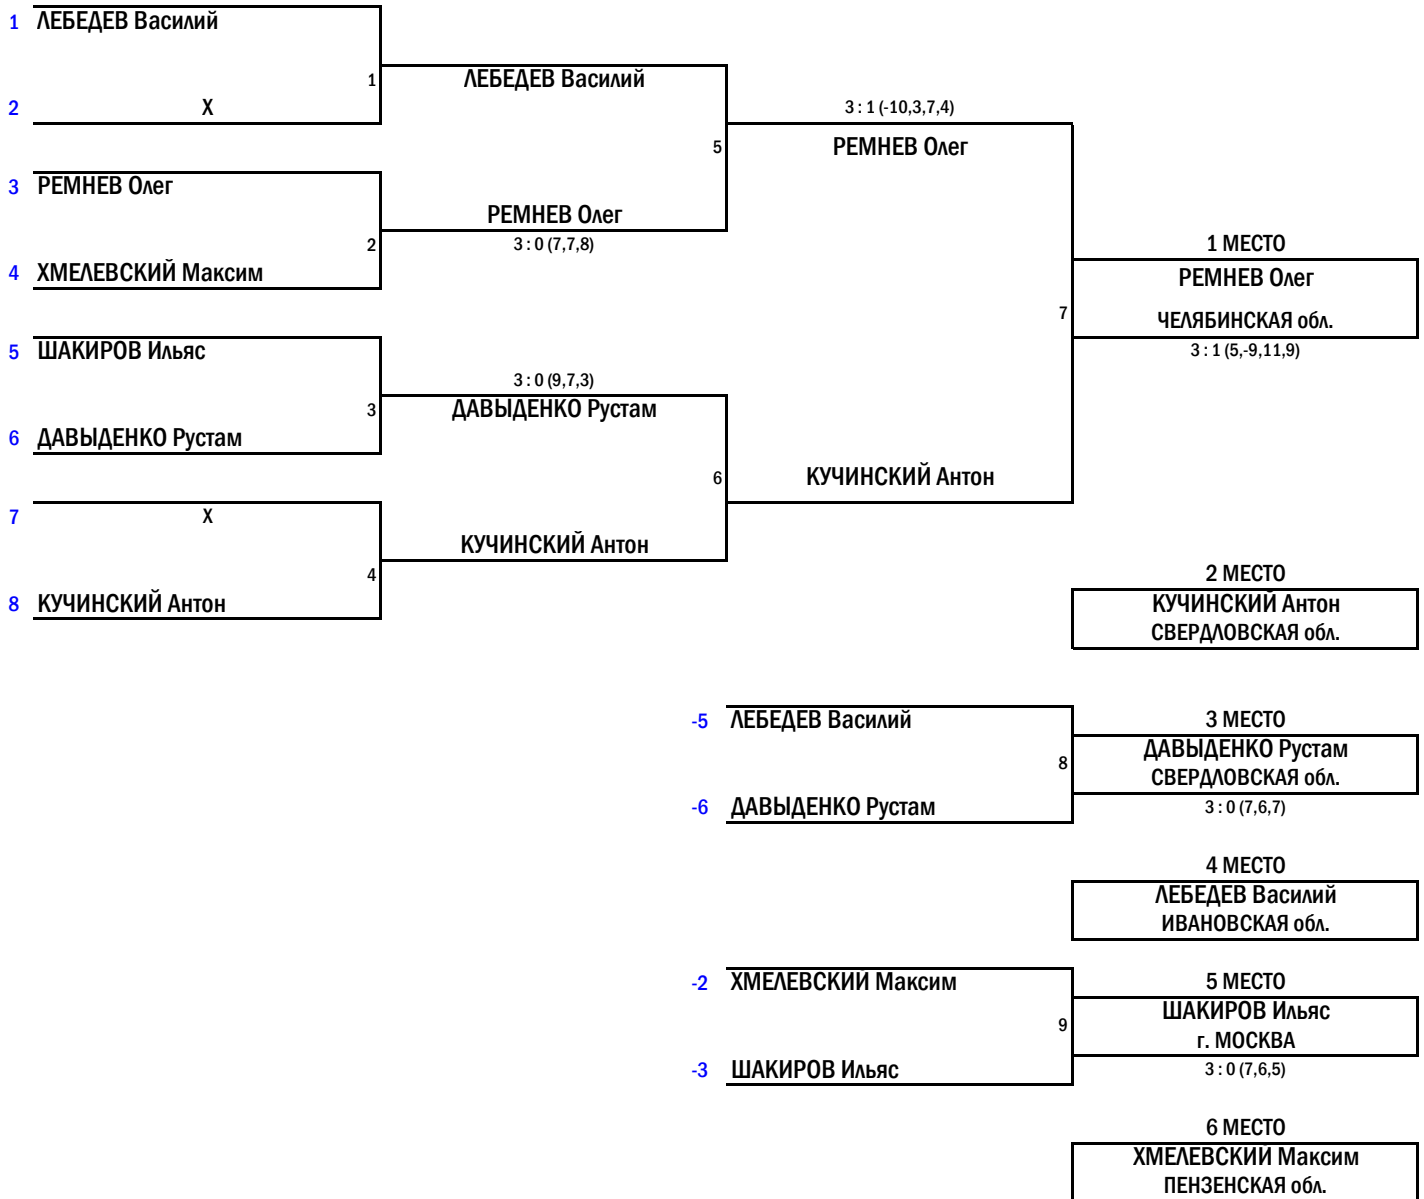 1 ЛЕБЕДЕВ Василий
1 ЛЕБЕДЕВ Василий
2 X
3 : 1 (-10,3,7,4)
5 РЕМНЕВ Олег
3 РЕМНЕВ Олег
РЕМНЕВ Олег
2 3 : 0 (7,7,8)
1 МЕСТО
4 ХМЕЛЕВСКИЙ Максим
РЕМНЕВ Олег
7 ЧЕЛЯБИНСКАЯ обл.
5 ШАКИРОВ Ильяс
3 : 1 (5,-9,11,9)
3 : 0 (9,7,3)
3 ДАВЫДЕНКО Рустам
6 ДАВЫДЕНКО Рустам
6 КУЧИНСКИЙ Антон
7 X
КУЧИНСКИЙ Антон
4
2 МЕСТО
8 КУЧИНСКИЙ Антон
КУЧИНСКИЙ Антон
СВЕРДЛОВСКАЯ обл.
-5 ЛЕБЕДЕВ Василий
3 МЕСТО
8 ДАВЫДЕНКО Рустам
СВЕРДЛОВСКАЯ обл.
-6 ДАВЫДЕНКО Рустам
3 : 0 (7,6,7)
4 МЕСТО
ЛЕБЕДЕВ Василий
ИВАНОВСКАЯ обл.
-2 ХМЕЛЕВСКИЙ Максим
5 МЕСТО
9 ШАКИРОВ Ильяс
г. МОСКВА
-3 ШАКИРОВ Ильяс
3 : 0 (7,6,5)
6 МЕСТО
ХМЕЛЕВСКИЙ Максим
ПЕНЗЕНСКАЯ обл.